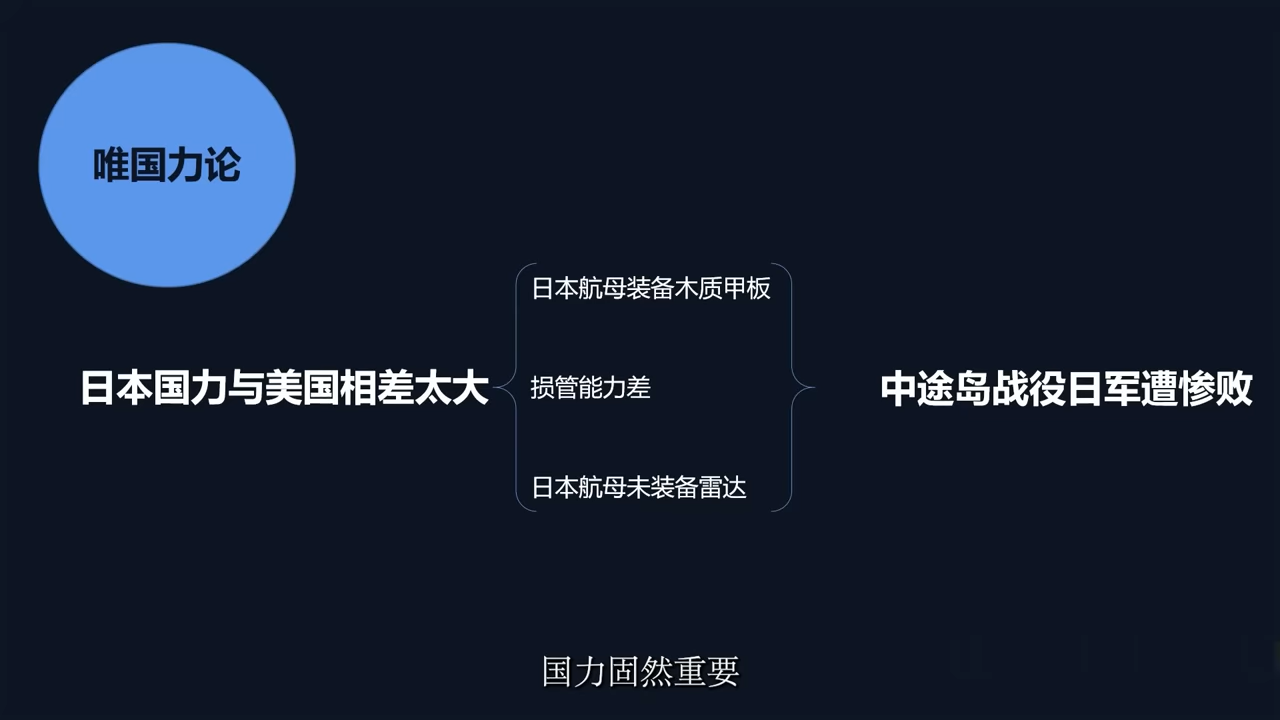 唯国力论
日本航母装备木质甲板
日本国力与美国相差太大
损管能力差
中途岛战役日军遭惨败
日本航母未装备雷达
国力固然重要